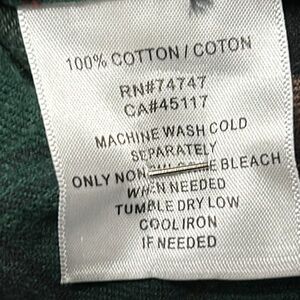 100% COTTON / COTON
RN#74747
CA#45117
MACHINE WASH COLD
SEPARATELY
ONLY NON BLEACH
WHEN NEEDED
TUMBLE DRY LOW
COOL IRON
IF NEEDED